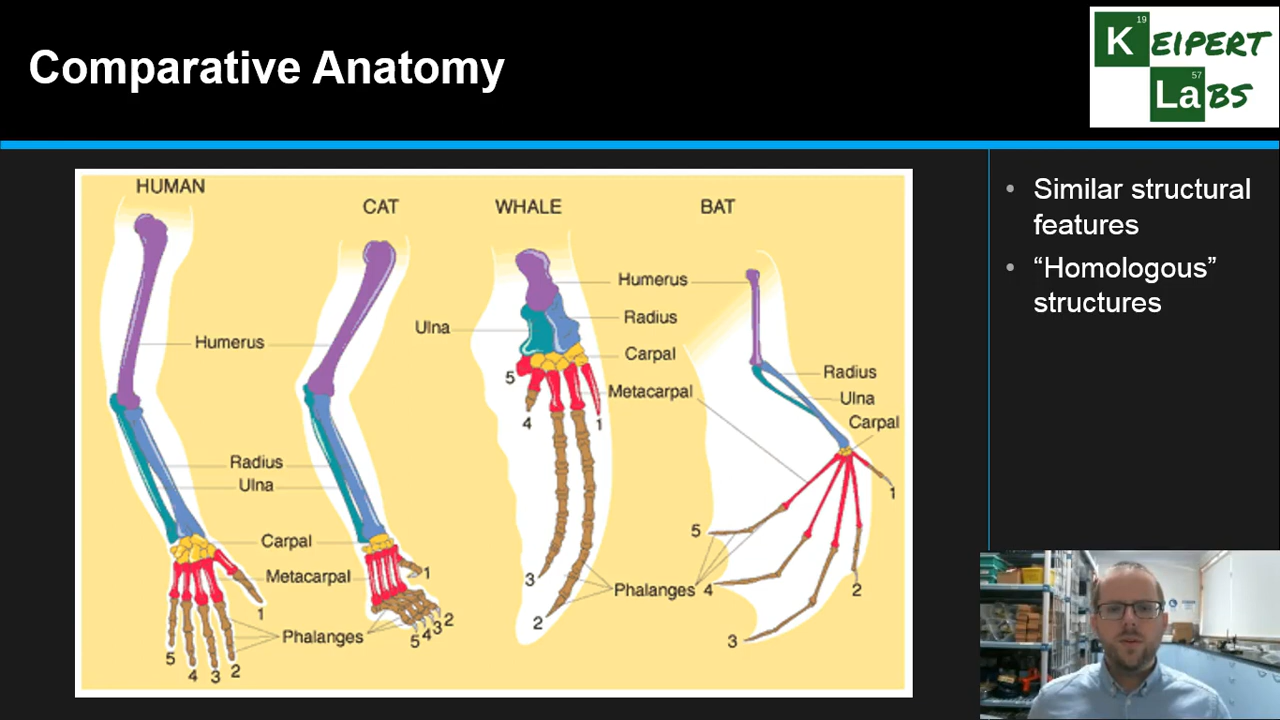 Comparative Anatomy
19
K EIPERT
57
La BS
HUMAN
CAT
WHALE
BAT
Humerus
Humerus
Ulna
Radius
Carpal
Metacarpal
5
4
1
Radius
Ulna
Carpal
1
Radius
Ulna
Carpal
Metacarpal
Phalanges
1
5
4
3
2
1
2
3
4
5
3
2
Phalanges
5
4
3
2
• Similar structural
features
• “Homologous”
structures